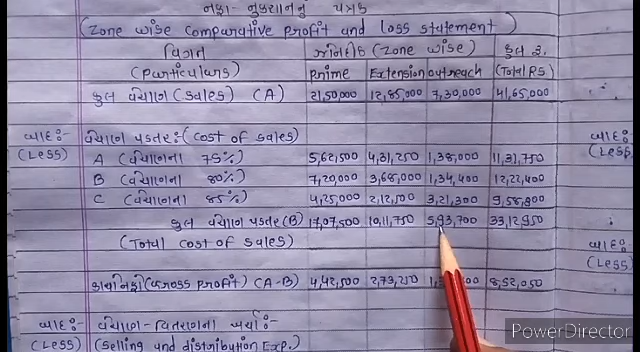 નફા - નુકસાનનું પત્રક
(Zone wise comparative profit and loss statement)
વિગત ઝોનદીઠ (Zone wise) કુલ રૂ.
(Particulars) Prime Extension outreach (Total RS)
કુલ વેચાણ (sales) (A) 21,50,000 12,85,000 7,30,000 41,65,000
બાદઃ- વેચાણ પડતરઃ (cost of sales) બાદઃ
(Less) A (વેચાણના 75%) 5,62,500 4,31,250 1,38,000 11,31,750 (Less)
B (વેચાણના 80%) 7,20,000 3,68,000 1,34,400 12,22,400
C (વેચાણના 85%) 4,25,000 2,12,500 3,21,300 9,58,800
કુલ વેચાણ પડતર (B) 17,07,500 10,11,750 5,93,700 33,12,950
(Total cost of sales) બાદઃ
(Less)
કાચોનફો (Gross profit) (A-B) 4,42,500 2,73,250 8,52,050
બાદઃ- વેચાણ - વિતરણના ખર્ચાઃ-
(Less) (selling and distribution Exp.)
PowerDirector